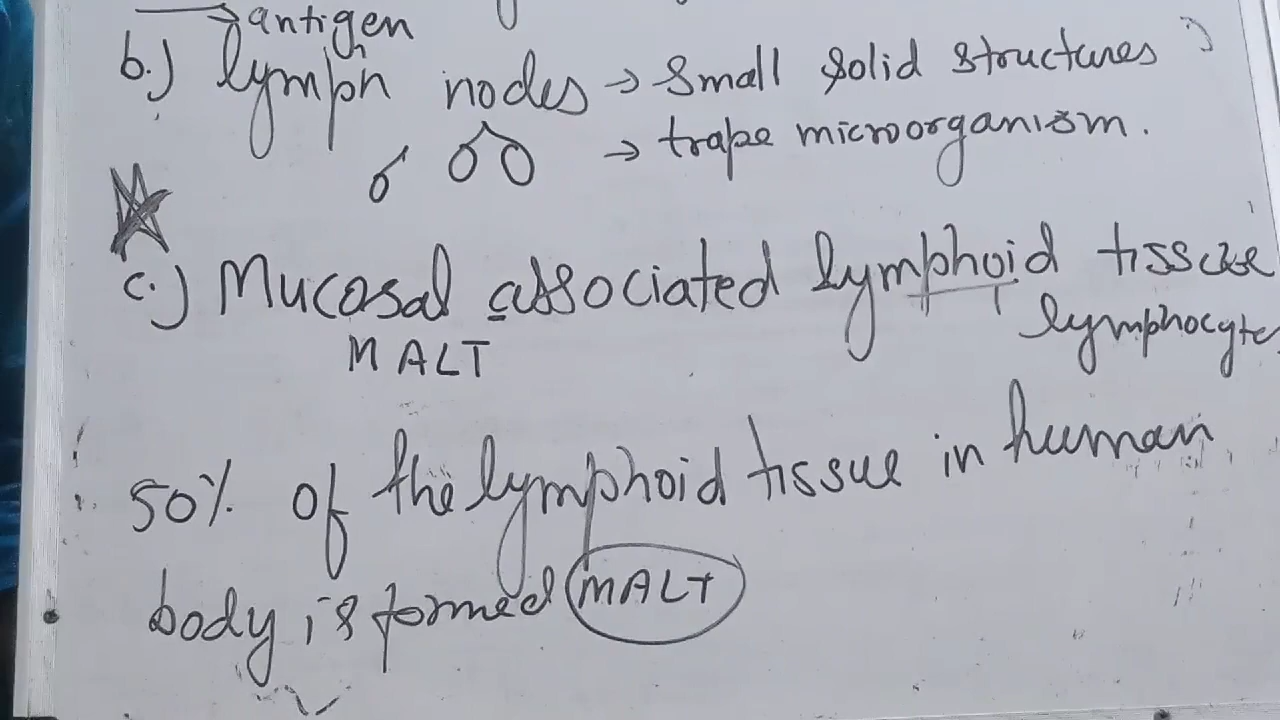 → antigen
b.) lymph nodes → Small solid structures
→ trape microorganism.
c.) Mucosal associated lymphoid tissue
lymphocyte
MALT
50% of the lymphoid tissue in human
body is formed MALT